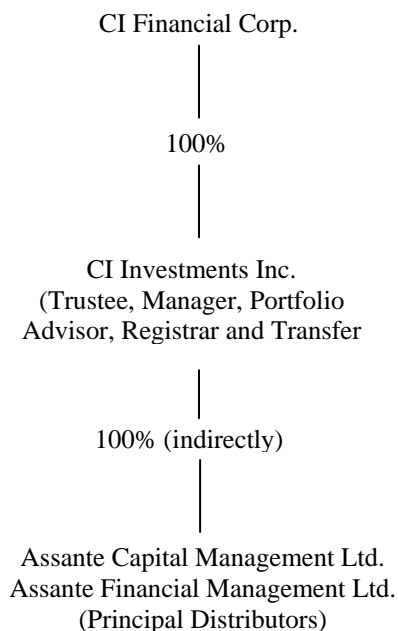 CI Financial Corp.
100%
CI Investments Inc.
(Trustee, Manager, Portfolio
Advisor, Registrar and Transfer
100% (indirectly)
Assante Capital Management Ltd.
Assante Financial Management Ltd.
(Principal Distributors)